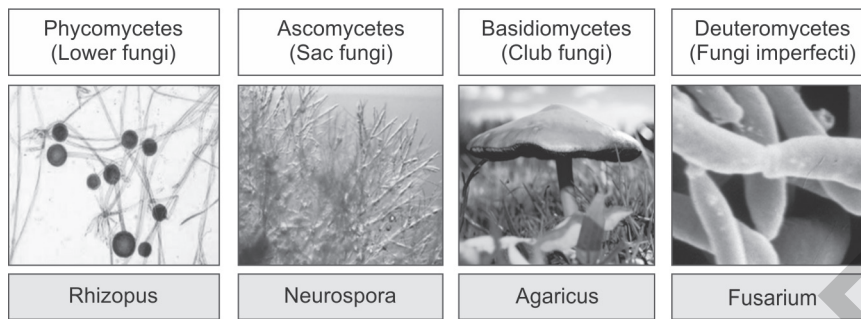 Phycomycetes
(Lower fungi)
Ascomycetes
(Sac fungi)
Basidiomycetes
(Club fungi)
Deuteromycetes
(Fungi imperfecti)
Rhizopus
Neurospora
Agaricus
Fusarium